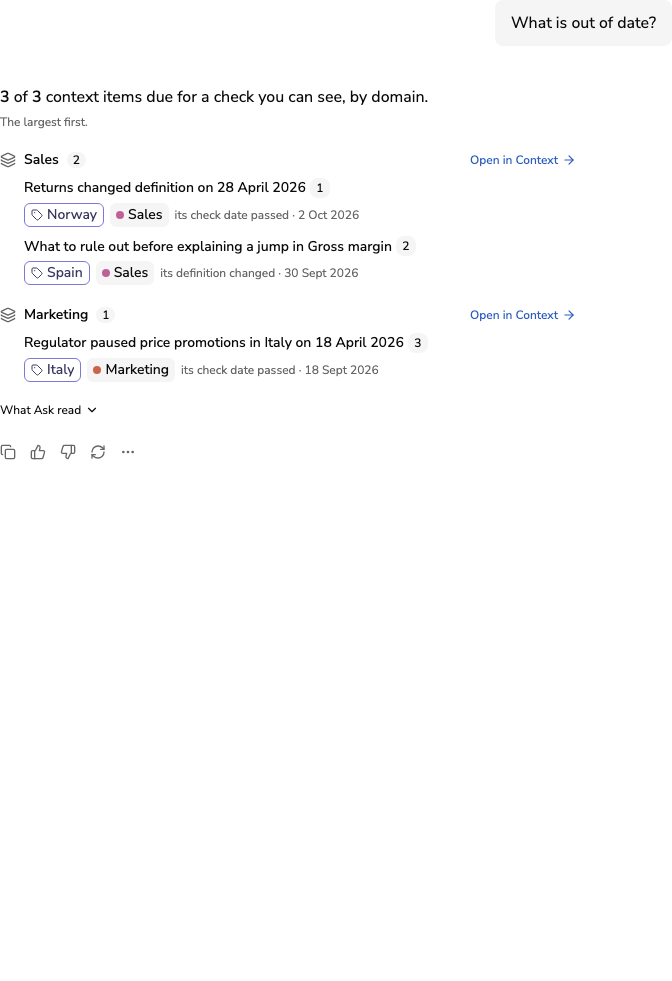 What is out of date?
3 of 3 context items due for a check you can see, by domain.
The largest first.
Sales 2 Open in Context →
Returns changed definition on 28 April 2026 1
Norway Sales its check date passed · 2 Oct 2026
What to rule out before explaining a jump in Gross margin 2
Spain Sales its definition changed · 30 Sept 2026
Marketing 1 Open in Context →
Regulator paused price promotions in Italy on 18 April 2026 3
Italy Marketing its check date passed · 18 Sept 2026
What Ask read